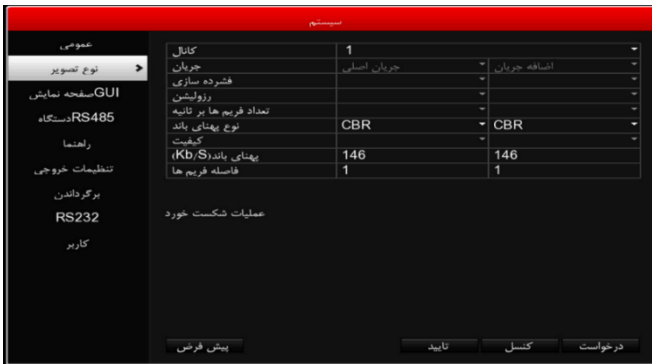 سیستم
عمومی
نوع تصویر
GUIصفحه نمایش
RS485دستگاه
راهنما
تنظیمات خروجی
برگرداندن
RS232
کاربر
کانال 1
جریان جریان اصلی اضافه جریان
فشرده سازی
رزولیشن
تعداد فریم ها بر ثانیه
نوع پهنای باند CBR CBR
کیفیت
پهنای باند(Kb/S) 146 146
فاصله فریم ها 1 1
عملیات شکست خورد
پیش فرض تایید کنسل درخواست